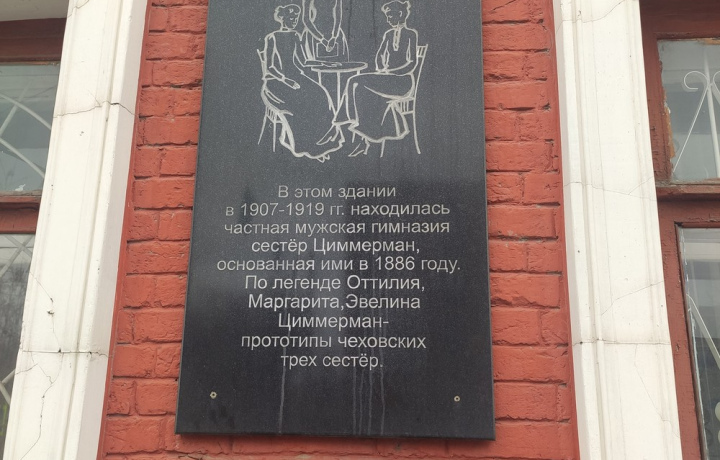 В этом здании
в 1907-1919 гг. находилась
частная мужская гимназия
сестёр Циммерман,
основанная ими в 1886 году.
По легенде Оттилия,
Маргарита,Эвелина
Циммерман-
прототипы чеховских
трех сестёр.